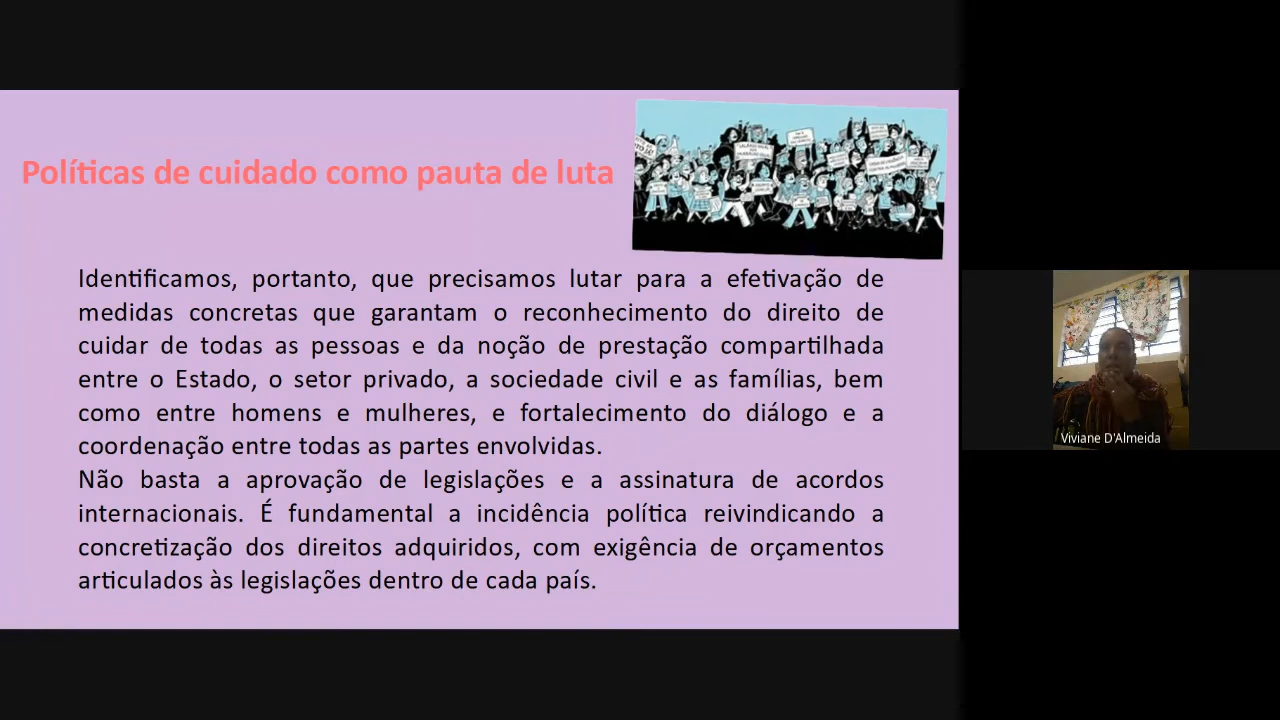 Políticas de cuidado como pauta de luta
Identificamos, portanto, que precisamos lutar para a efetivação de
medidas concretas que garantam o reconhecimento do direito de
cuidar de todas as pessoas e da noção de prestação compartilhada
entre o Estado, o setor privado, a sociedade civil e as famílias, bem
como entre homens e mulheres, e fortalecimento do diálogo e a
coordenação entre todas as partes envolvidas.
Não basta a aprovação de legislações e a assinatura de acordos
internacionais. É fundamental a incidência política reivindicando a
concretização dos direitos adquiridos, com exigência de orçamentos
articulados às legislações dentro de cada país.
Viviane D'Almeida